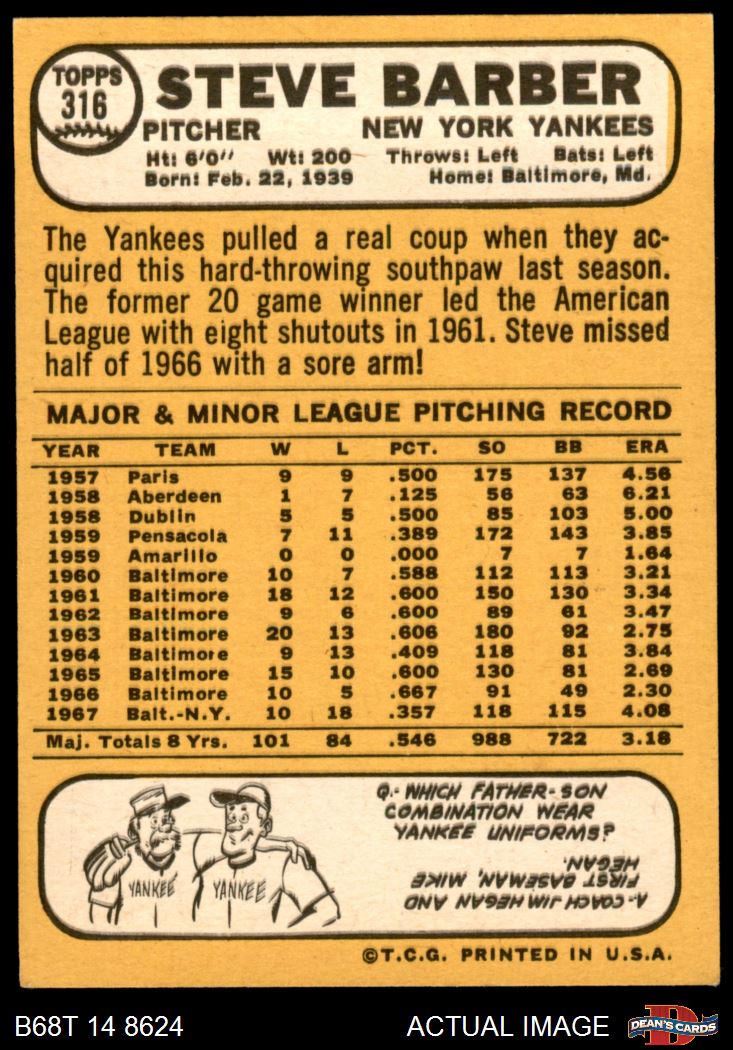 TOPPS
316
STEVE BARBER
PITCHER NEW YORK YANKEES
Ht: 6'0" Wt: 200 Throws: Left Bats: Left
Born: Feb. 22, 1939 Home: Baltimore, Md.
The Yankees pulled a real coup when they ac-
quired this hard-throwing southpaw last season.
The former 20 game winner led the American
League with eight shutouts in 1961. Steve missed
half of 1966 with a sore arm!
MAJOR & MINOR LEAGUE PITCHING RECORD
YEAR TEAM W L PCT. SO BB ERA
1957 Paris 9 9 .500 175 137 4.56
1958 Aberdeen 1 7 .125 56 63 6.21
1958 Dublin 5 5 .500 85 103 5.00
1959 Pensacola 7 11 .389 172 143 3.85
1959 Amarillo 0 0 .000 7 7 1.64
1960 Baltimore 10 7 .588 112 113 3.21
1961 Baltimore 18 12 .600 150 130 3.34
1962 Baltimore 9 6 .600 89 61 3.47
1963 Baltimore 20 13 .606 180 92 2.75
1964 Baltimore 9 13 .409 118 81 3.84
1965 Baltimore 15 10 .600 130 81 2.69
1966 Baltimore 10 5 .667 91 49 2.30
1967 Balt.-N.Y. 10 18 .357 118 115 4.08
Maj. Totals 8 Yrs. 101 84 .546 988 722 3.18
YANKEE YANKEE
Q.- WHICH FATHER-SON
COMBINATION WEAR
YANKEE UNIFORMS?
A.- COACH JIM HEGAN AND
FIRST BASEMAN, MIKE
HEGAN.
©T.C.G. PRINTED IN U.S.A.
B68T 14 8624 ACTUAL IMAGE
DEAN'S CARDS